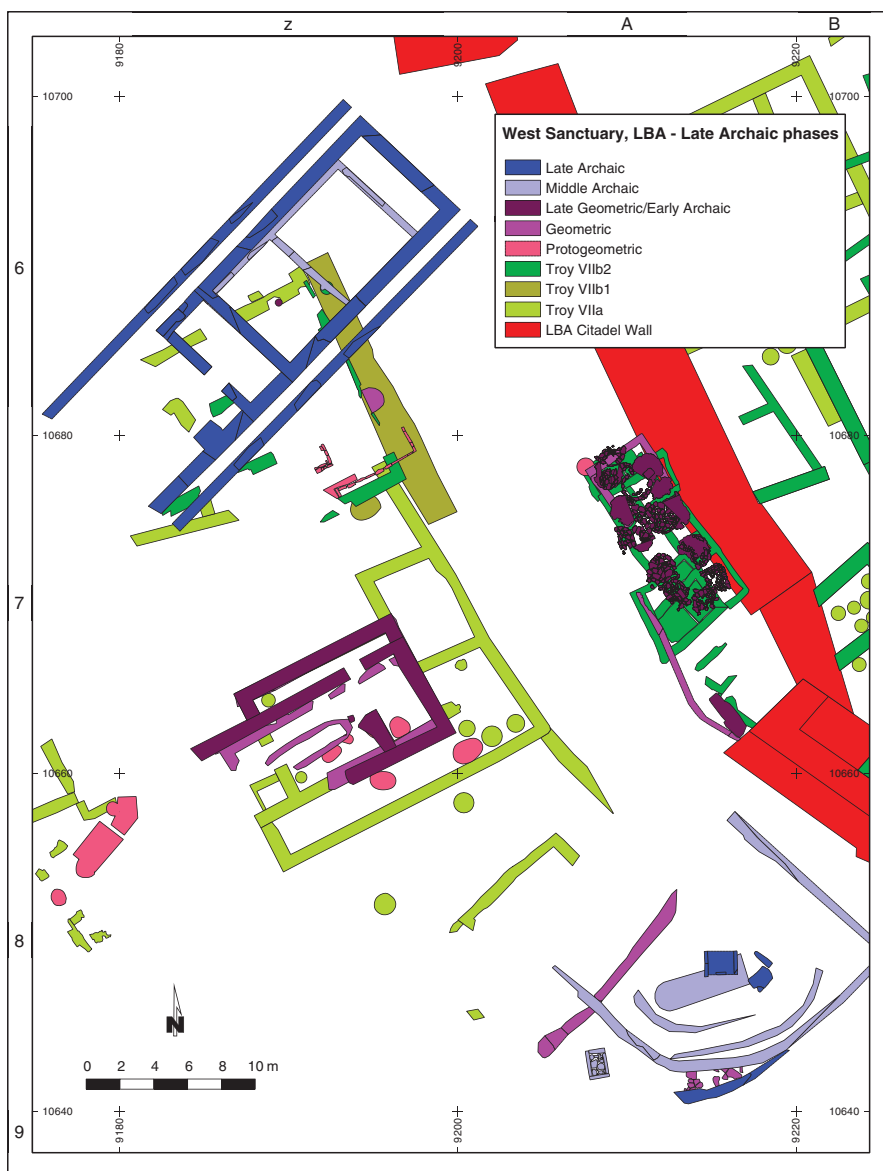 z A B
9180 9200 9220
10700 10700
West Sanctuary, LBA - Late Archaic phases
Late Archaic
Middle Archaic
Late Geometric/Early Archaic
Geometric
Protogeometric
Troy VIIb2
Troy VIIb1
Troy VIIa
LBA Citadel Wall
6
10680 10680
7
10660 10660
8
N
0 2 4 6 8 10 m
10640 10640
9
9180 9200 9220